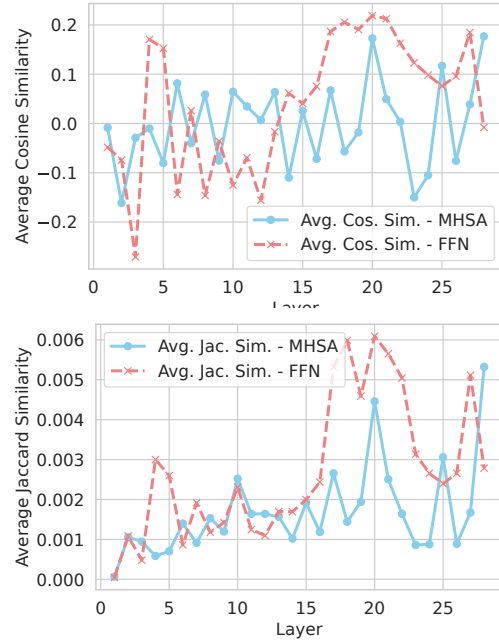 Average Cosine Similarity
0.2
0.1
0.0
−0.1
−0.2
Avg. Cos. Sim. - MHSA
Avg. Cos. Sim. - FFN
0 5 10 15 20 25
Layer
Average Jaccard Similarity
0.006
0.005
0.004
0.003
0.002
0.001
0.000
Avg. Jac. Sim. - MHSA
Avg. Jac. Sim. - FFN
0 5 10 15 20 25
Layer